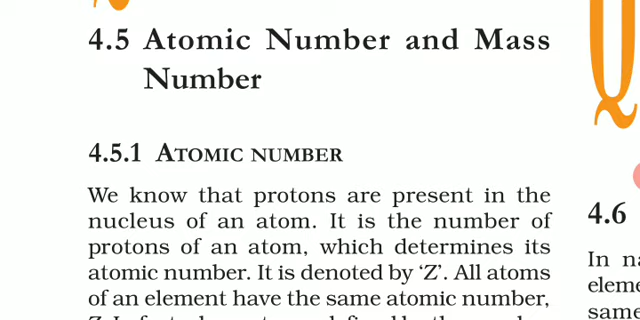 4.5 Atomic Number and Mass
Number
4.5.1 ATOMIC NUMBER
We know that protons are present in the
nucleus of an atom. It is the number of
protons of an atom, which determines its
atomic number. It is denoted by ‘Z’. All atoms
of an element have the same atomic number,
Q
4.6
In
same